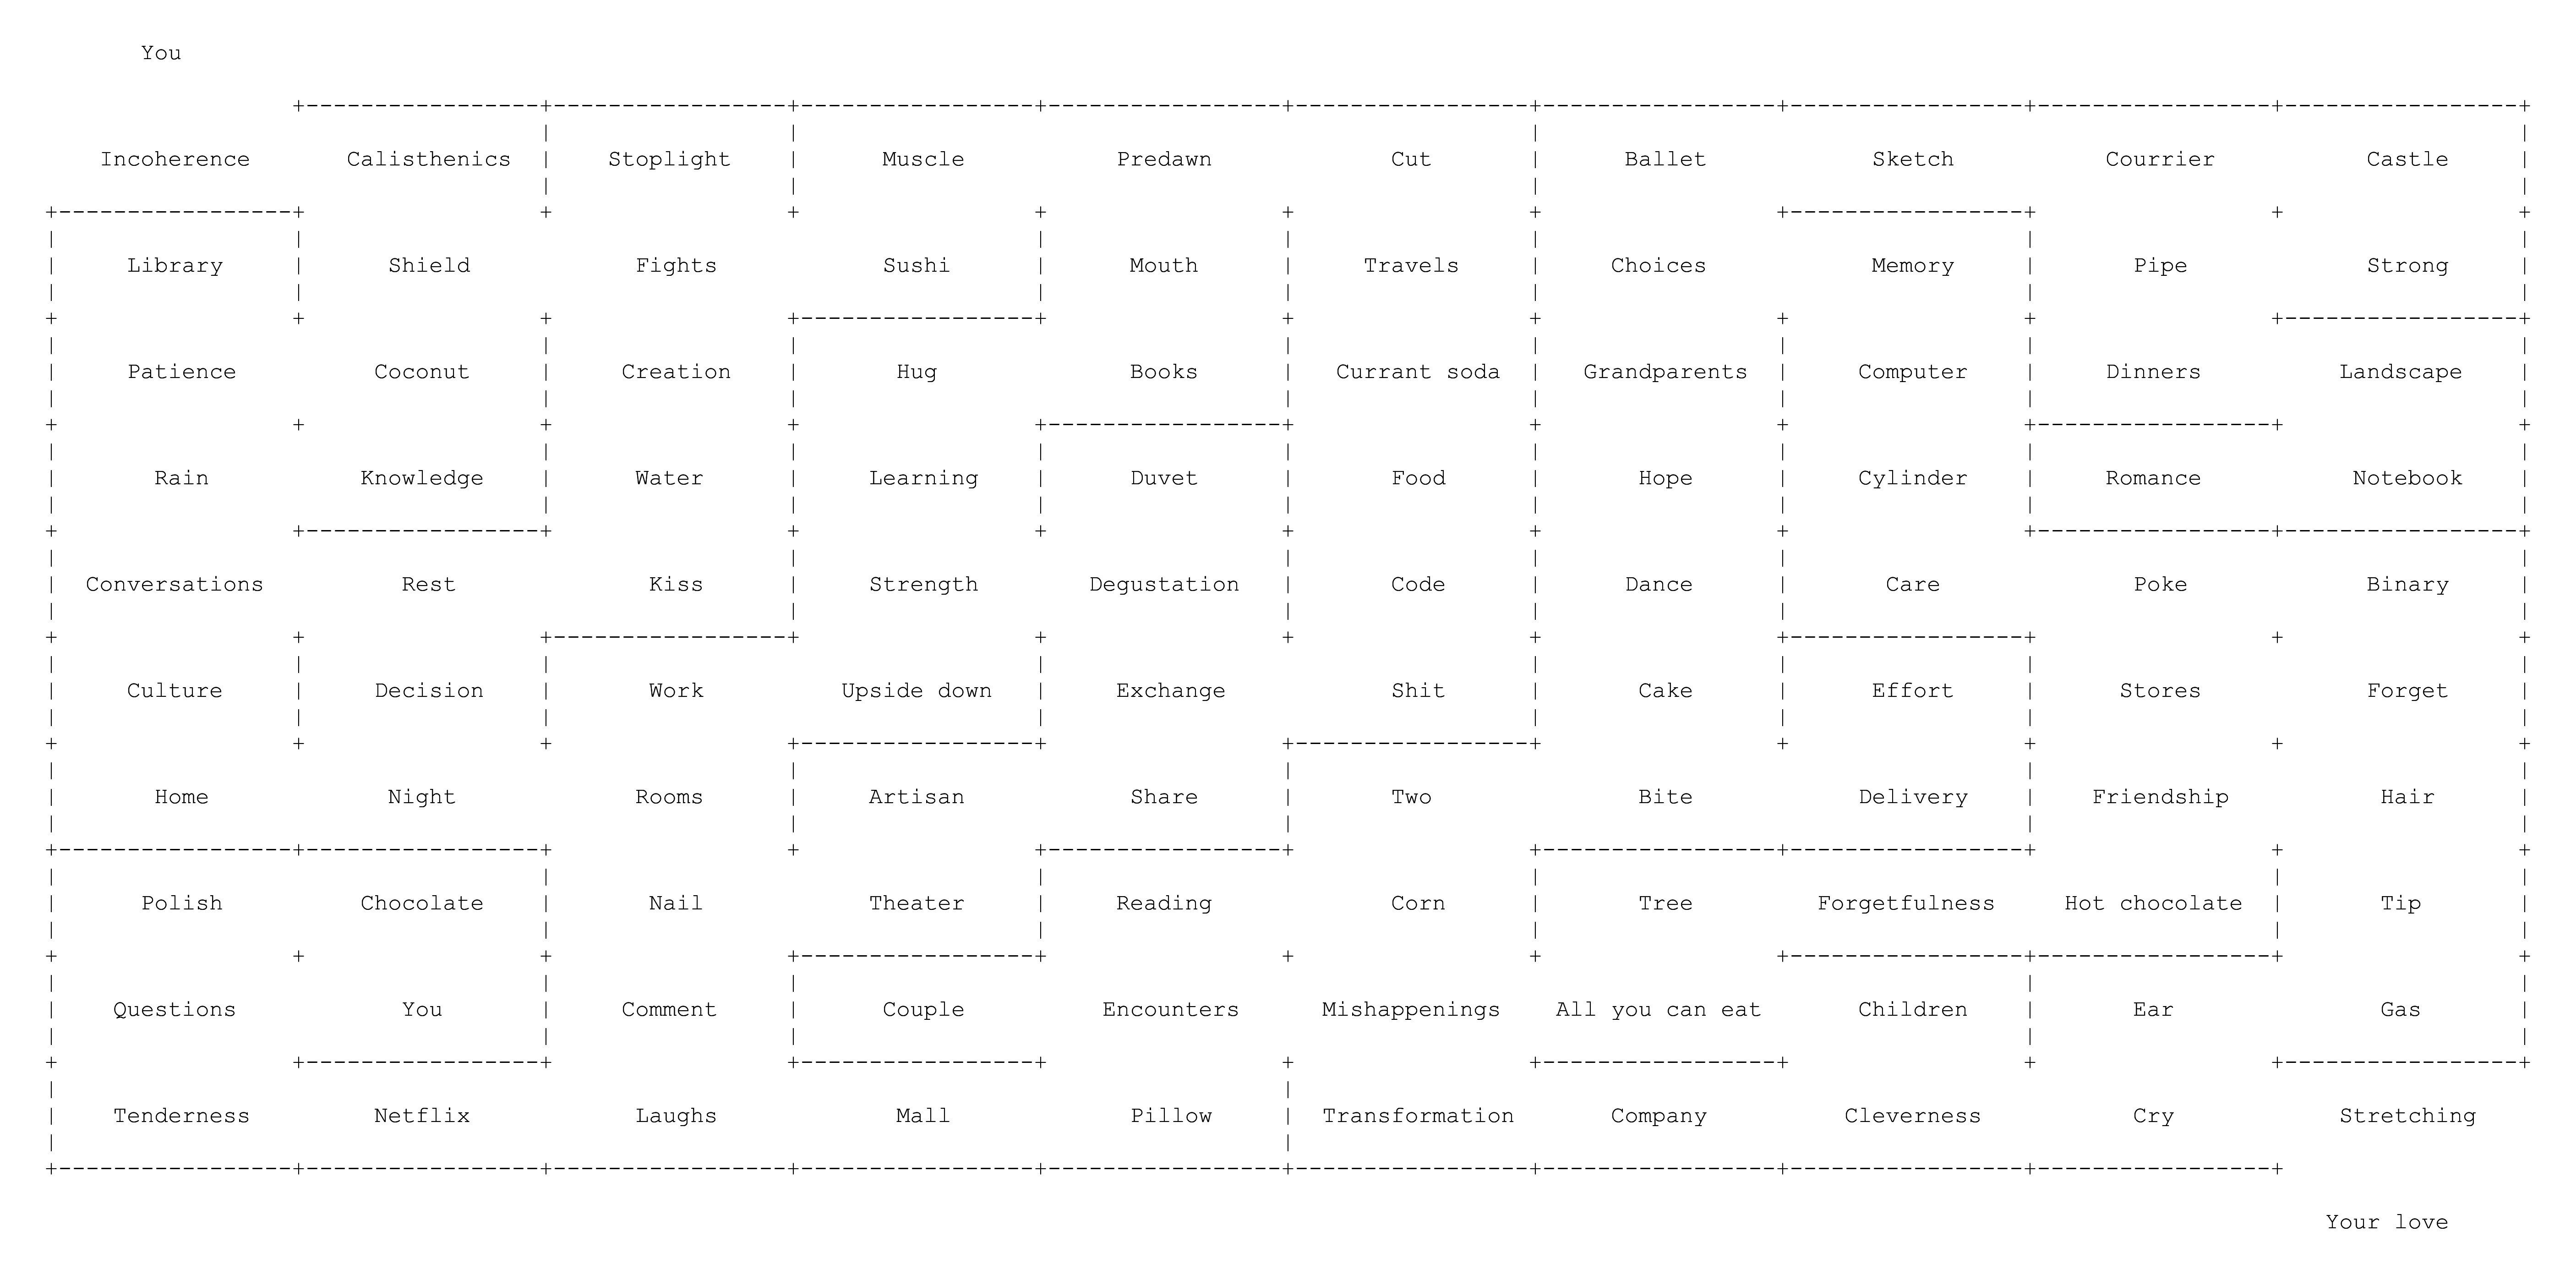 You
Incoherence Calisthenics Stoplight Muscle Predawn Cut Ballet Sketch Courrier Castle
Library Shield Fights Sushi Mouth Travels Choices Memory Pipe Strong
Patience Coconut Creation Hug Books Currant soda Grandparents Computer Dinners Landscape
Rain Knowledge Water Learning Duvet Food Hope Cylinder Romance Notebook
Conversations Rest Kiss Strength Degustation Code Dance Care Poke Binary
Culture Decision Work Upside down Exchange Shit Cake Effort Stores Forget
Home Night Rooms Artisan Share Two Bite Delivery Friendship Hair
Polish Chocolate Nail Theater Reading Corn Tree Forgetfulness Hot chocolate Tip
Questions You Comment Couple Encounters Mishappenings All you can eat Children Ear Gas
Tenderness Netflix Laughs Mall Pillow Transformation Company Cleverness Cry Stretching
Your love